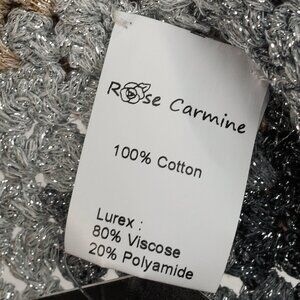 Rose Carmine
100% Cotton
Lurex :
80% Viscose
20% Polyamide